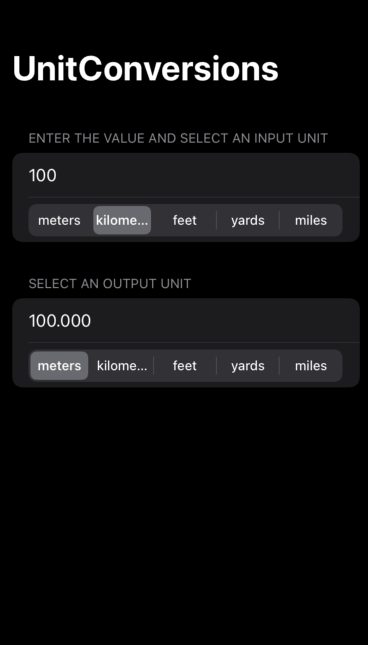 UnitConversions
ENTER THE VALUE AND SELECT AN INPUT UNIT
100
meters kilome... feet yards miles
SELECT AN OUTPUT UNIT
100.000
meters kilome... feet yards miles